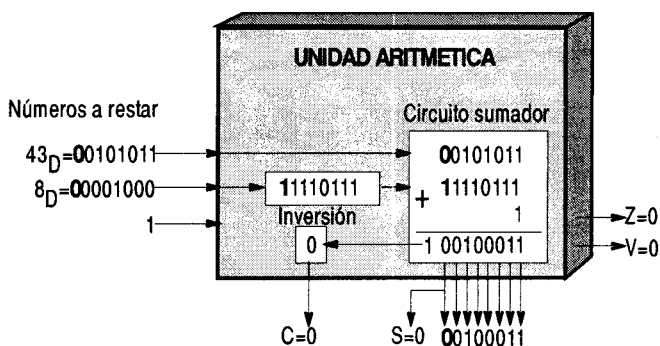 UNIDAD ARITMETICA
Números a restar
Circuito sumador
43D=00101011
00101011
8D=00001000
11110111
+ 11110111
Inversión
1
1
0
1 00100011
Z=0
V=0
C=0
S=0
00100011